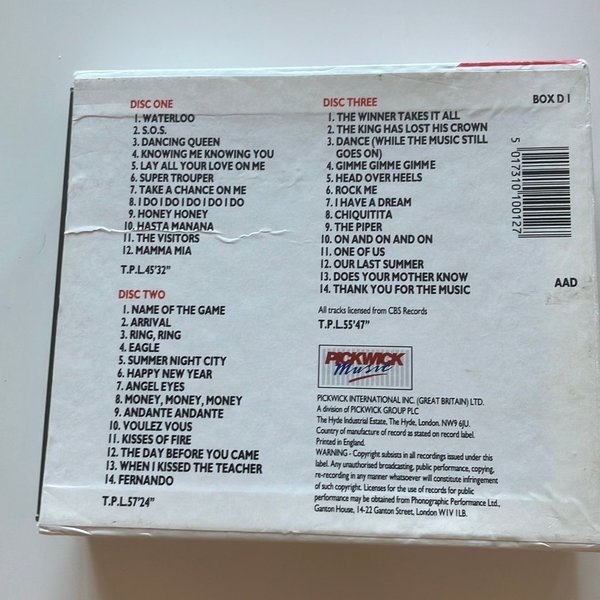 DISC ONE
1. WATERLOO
2. S.O.S.
3. DANCING QUEEN
4. KNOWING ME KNOWING YOU
5. LAY ALL YOUR LOVE ON ME
6. SUPER TROUPER
7. TAKE A CHANCE ON ME
8. I DO I DO I DO I DO I DO
9. HONEY HONEY
10. HASTA MANANA
11. THE VISITORS
12. MAMMA MIA
T.P.L.45'32"
DISC TWO
1. NAME OF THE GAME
2. ARRIVAL
3. RING, RING
4. EAGLE
5. SUMMER NIGHT CITY
6. HAPPY NEW YEAR
7. ANGEL EYES
8. MONEY, MONEY, MONEY
9. ANDANTE ANDANTE
10. VOULEZ VOUS
11. KISSES OF FIRE
12. THE DAY BEFORE YOU CAME
13. WHEN I KISSED THE TEACHER
14. FERNANDO
T.P.L.57'24"
DISC THREE
1. THE WINNER TAKES IT ALL
2. THE KING HAS LOST HIS CROWN
3. DANCE (WHILE THE MUSIC STILL
GOES ON)
4. GIMME GIMME GIMME
5. HEAD OVER HEELS
6. ROCK ME
7. I HAVE A DREAM
8. CHIQUITITA
9. THE PIPER
10. ON AND ON AND ON
11. ONE OF US
12. OUR LAST SUMMER
13. DOES YOUR MOTHER KNOW
14. THANK YOU FOR THE MUSIC
All tracks licensed from CBS Records
T.P.L.55'47"
PICKWICK
Music
PICKWICK INTERNATIONAL INC. (GREAT BRITAIN) LTD.
A division of PICKWICK GROUP PLC
The Hyde Industrial Estate, The Hyde, London. NW9 6JU.
Country of manufacture of record as stated on record label.
Printed in England.
WARNING - Copyright subsists in all recordings issued under this
label. Any unauthorised broadcasting, public performance, copying,
re-recording in any manner whatsoever will constitute infringement
of such copyright. Licenses for the use of records for public
performance may be obtained from Phonographic Performance Ltd.,
Ganton House, 14-22 Ganton Street, London W1V 1LB.
BOX D 1
5 017310 100127
AAD